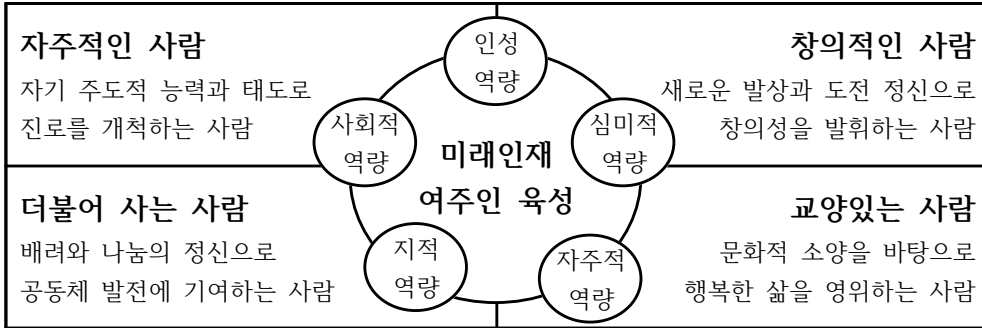 자주적인 사람
자기 주도적 능력과 태도로
진로를 개척하는 사람
인성
역량
창의적인 사람
새로운 발상과 도전 정신으로
창의성을 발휘하는 사람
사회적
역량
심미적
역량
미래인재
여주인 육성
더불어 사는 사람
배려와 나눔의 정신으로
공동체 발전에 기여하는 사람
지적
역량
자주적
역량
교양있는 사람
문화적 소양을 바탕으로
행복한 삶을 영위하는 사람